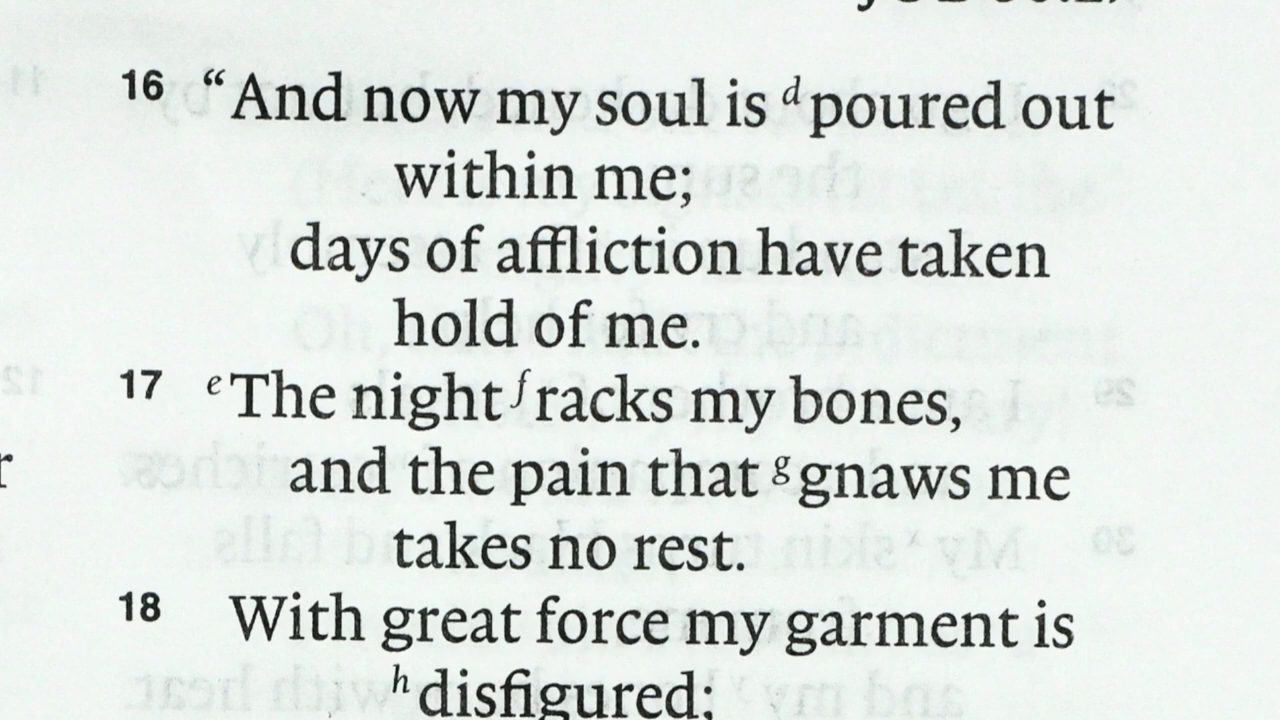 16 “And now my soul is d poured out
within me;
days of affliction have taken
hold of me.
17 e The night f racks my bones,
and the pain that g gnaws me
takes no rest.
18 With great force my garment is
h disfigured;